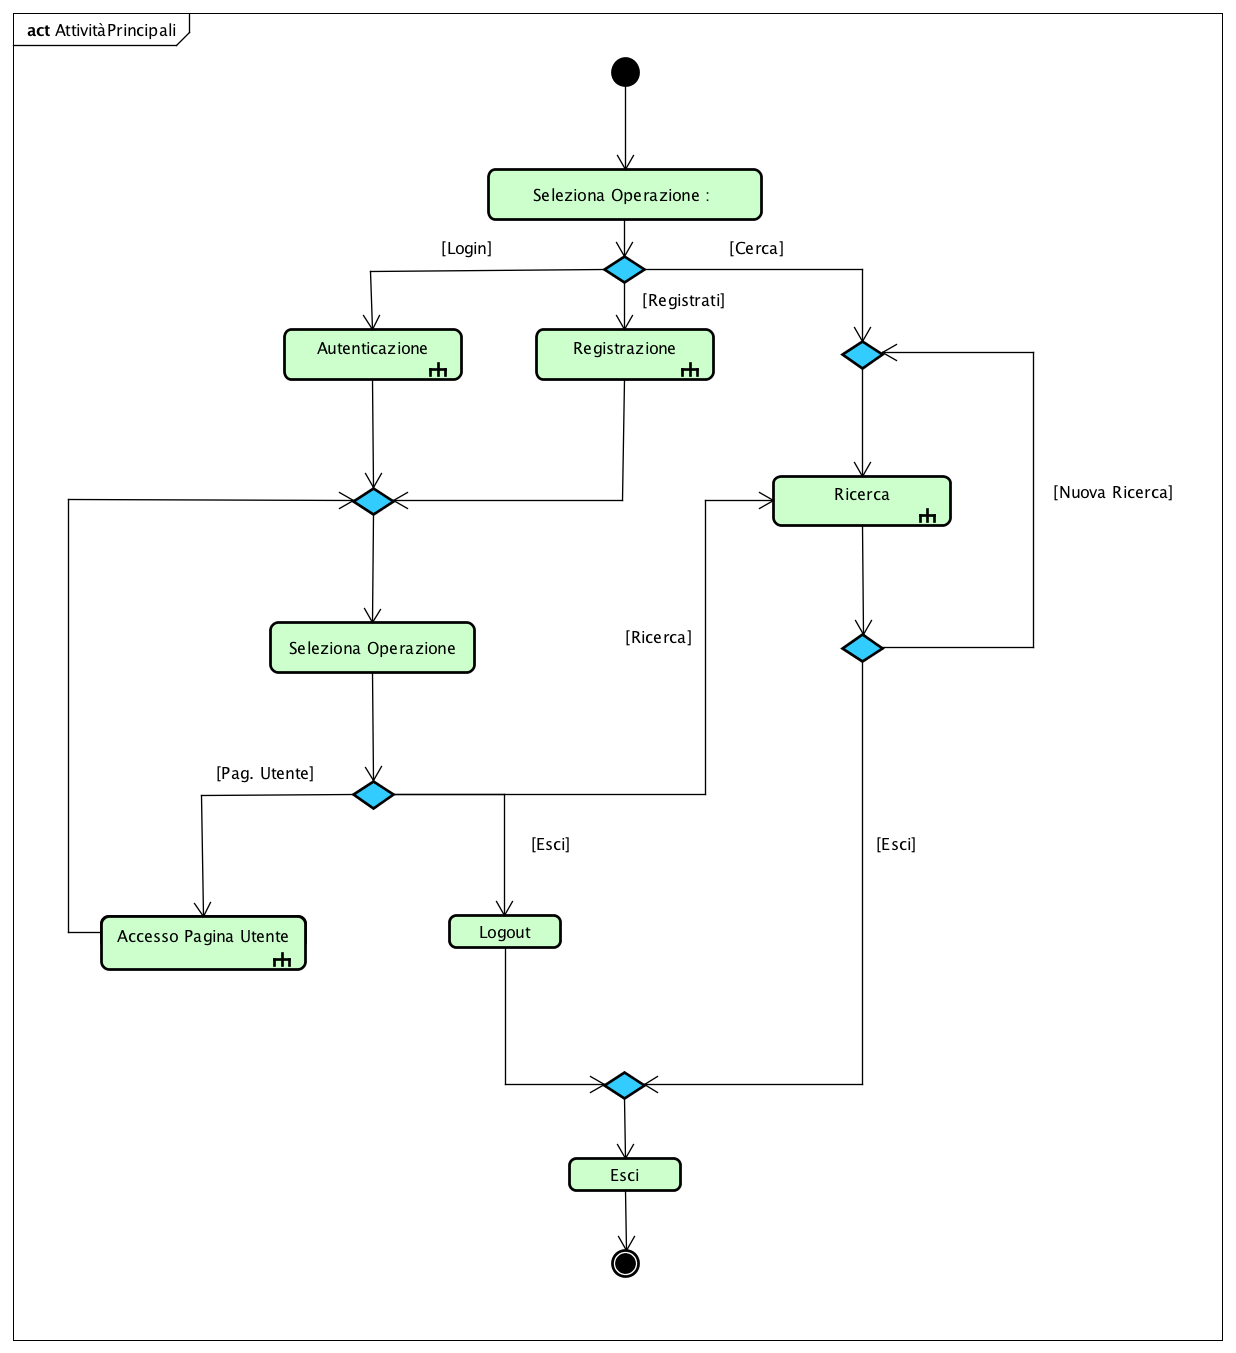 act AttivitàPrincipali
Seleziona Operazione :
[Login]
[Cerca]
[Registrati]
Autenticazione
Registrazione
Ricerca
[Nuova Ricerca]
[Ricerca]
Seleziona Operazione
[Pag. Utente]
[Esci]
[Esci]
Accesso Pagina Utente
Logout
Esci